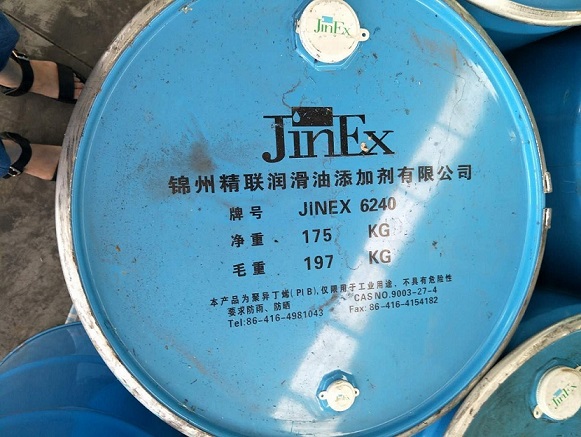 JinEx
JinEx
锦州精联润滑油添加剂有限公司
牌号 JINEX 6240
净重 175 KG
毛重 197 KG
本产品为聚异丁烯(PIB),仅限用于工业用途,不具有危险性
要求防雨、防晒 CAS NO.9003-27-4
Tel:86-416-4981043 Fax:86-416-4154182
JinEx